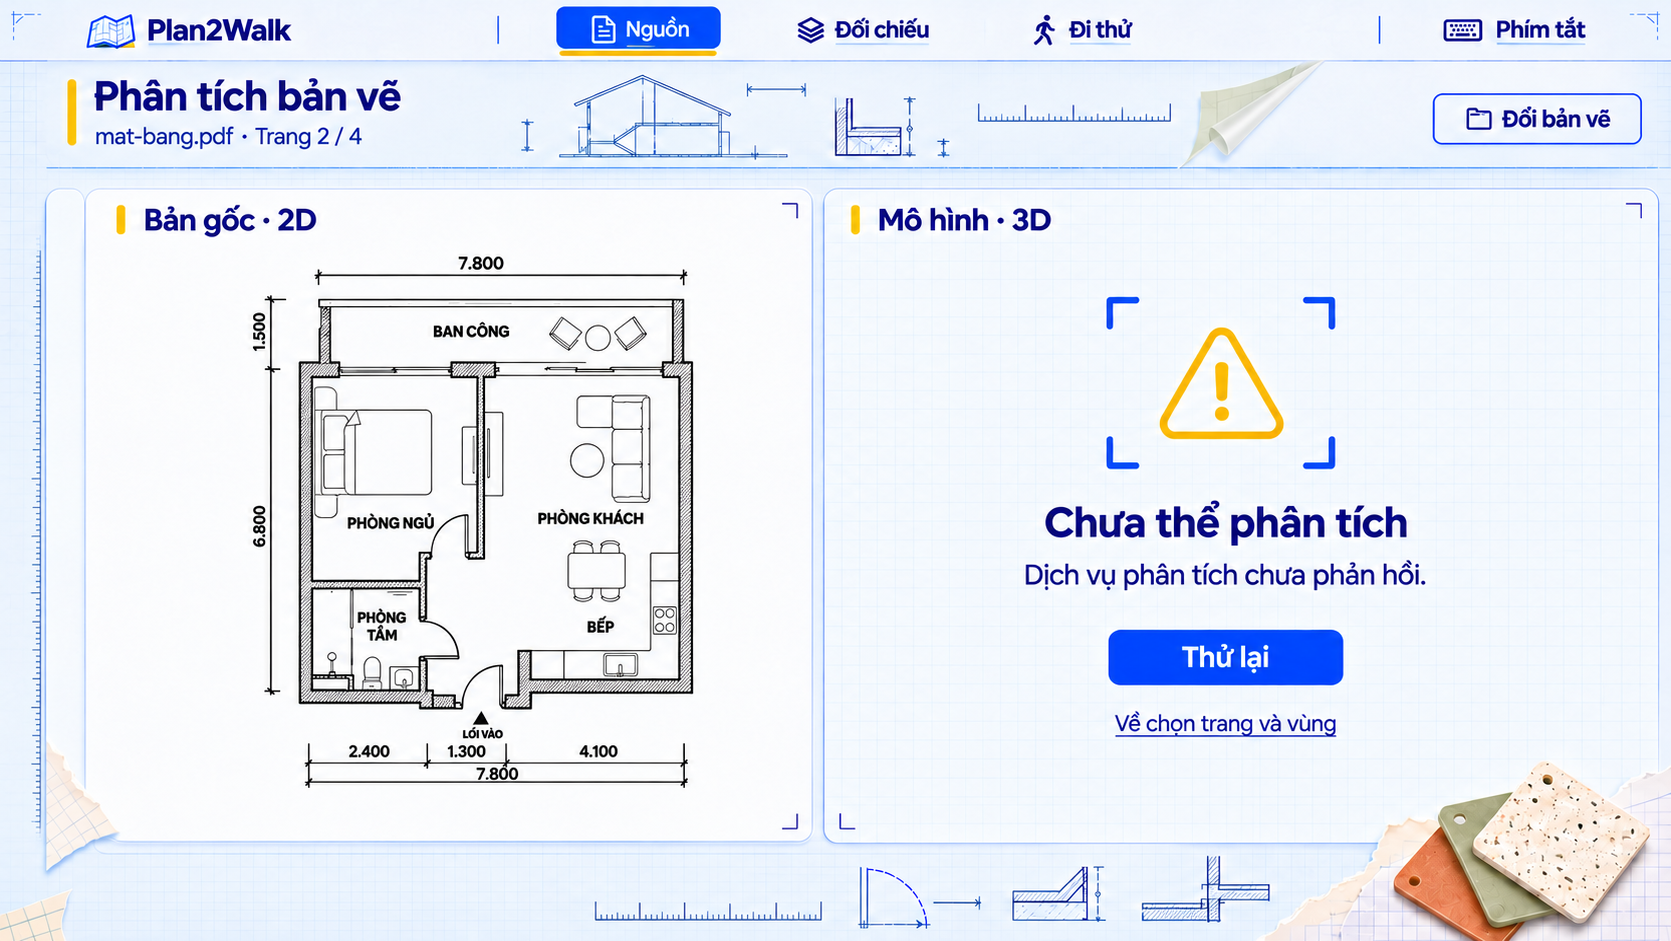 Plan2Walk
Nguồn
Đối chiếu
Đi thử
Phím tắt
Phân tích bản vẽ
mat-bang.pdf • Trang 2 / 4
Đổi bản vẽ
Bản gốc · 2D
7.800
1.500
BAN CÔNG
6.800
PHÒNG NGỦ
PHÒNG KHÁCH
PHÒNG
TẮM
BẾP
LỐI VÀO
2.400
1.300
4.100
7.800
Mô hình · 3D
Chưa thể phân tích
Dịch vụ phân tích chưa phản hồi.
Thử lại
Về chọn trang và vùng